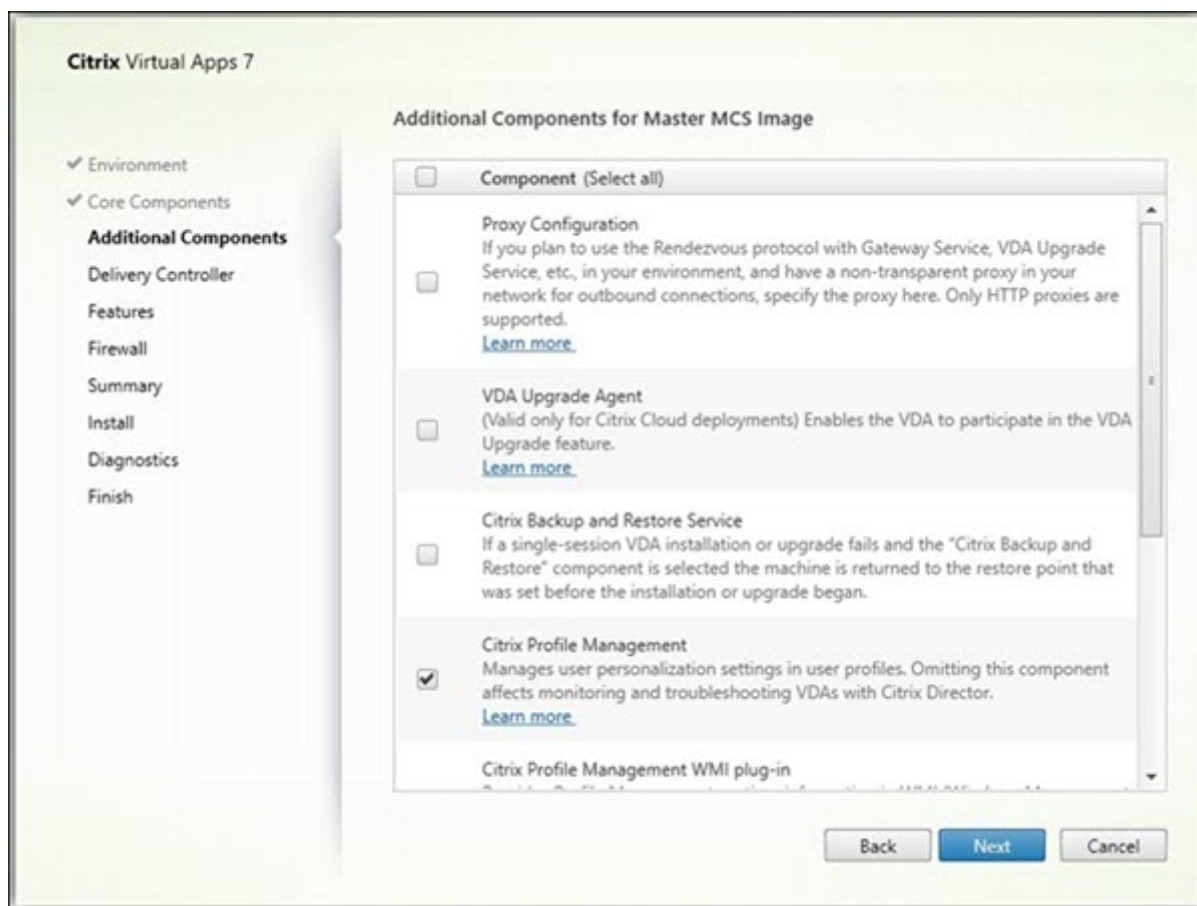 Citrix Virtual Apps 7
Additional Components for Master MCS Image
Environment
Core Components
Additional Components
Delivery Controller
Features
Firewall
Summary
Install
Diagnostics
Finish
Component (Select all)
Proxy Configuration
If you plan to use the Rendezvous protocol with Gateway Service, VDA Upgrade
Service, etc., in your environment, and have a non-transparent proxy in your
network for outbound connections, specify the proxy here. Only HTTP proxies are
supported.
Learn more
VDA Upgrade Agent
(Valid only for Citrix Cloud deployments) Enables the VDA to participate in the VDA
Upgrade feature.
Learn more
Citrix Backup and Restore Service
If a single-session VDA installation or upgrade fails and the "Citrix Backup and
Restore" component is selected the machine is returned to the restore point that
was set before the installation or upgrade began.
Citrix Profile Management
Manages user personalization settings in user profiles. Omitting this component
affects monitoring and troubleshooting VDAs with Citrix Director.
Learn more
Citrix Profile Management WMI plug-in
Back
Next
Cancel